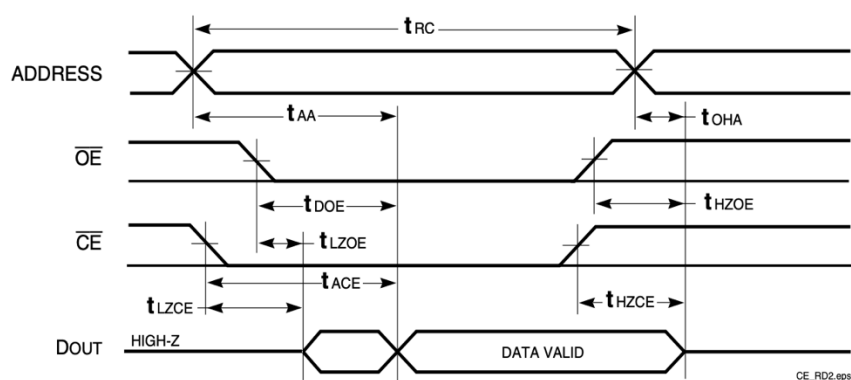 tRC
ADDRESS
tAA
tOHA
OE
tDOE
tHZOE
CE
tLZOE
tACE
tLZCE
tHZCE
DOUT
HIGH-Z
DATA VALID
CE_RD2.eps